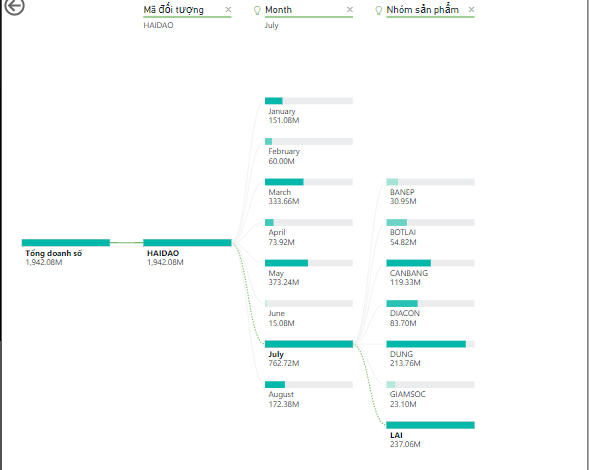 Mã đối tượng
Month
Nhóm sản phẩm
HAIDAO
July
Tổng doanh số
1,942.08M
HAIDAO
1,942.08M
January
151.08M
February
60.00M
March
333.66M
April
73.92M
May
373.24M
June
15.08M
July
762.72M
August
172.38M
BANEP
30.95M
BOTLAI
54.82M
CANBANG
119.33M
DIACON
83.70M
DUNG
213.76M
GIAMSOC
23.10M
LAI
237.06M